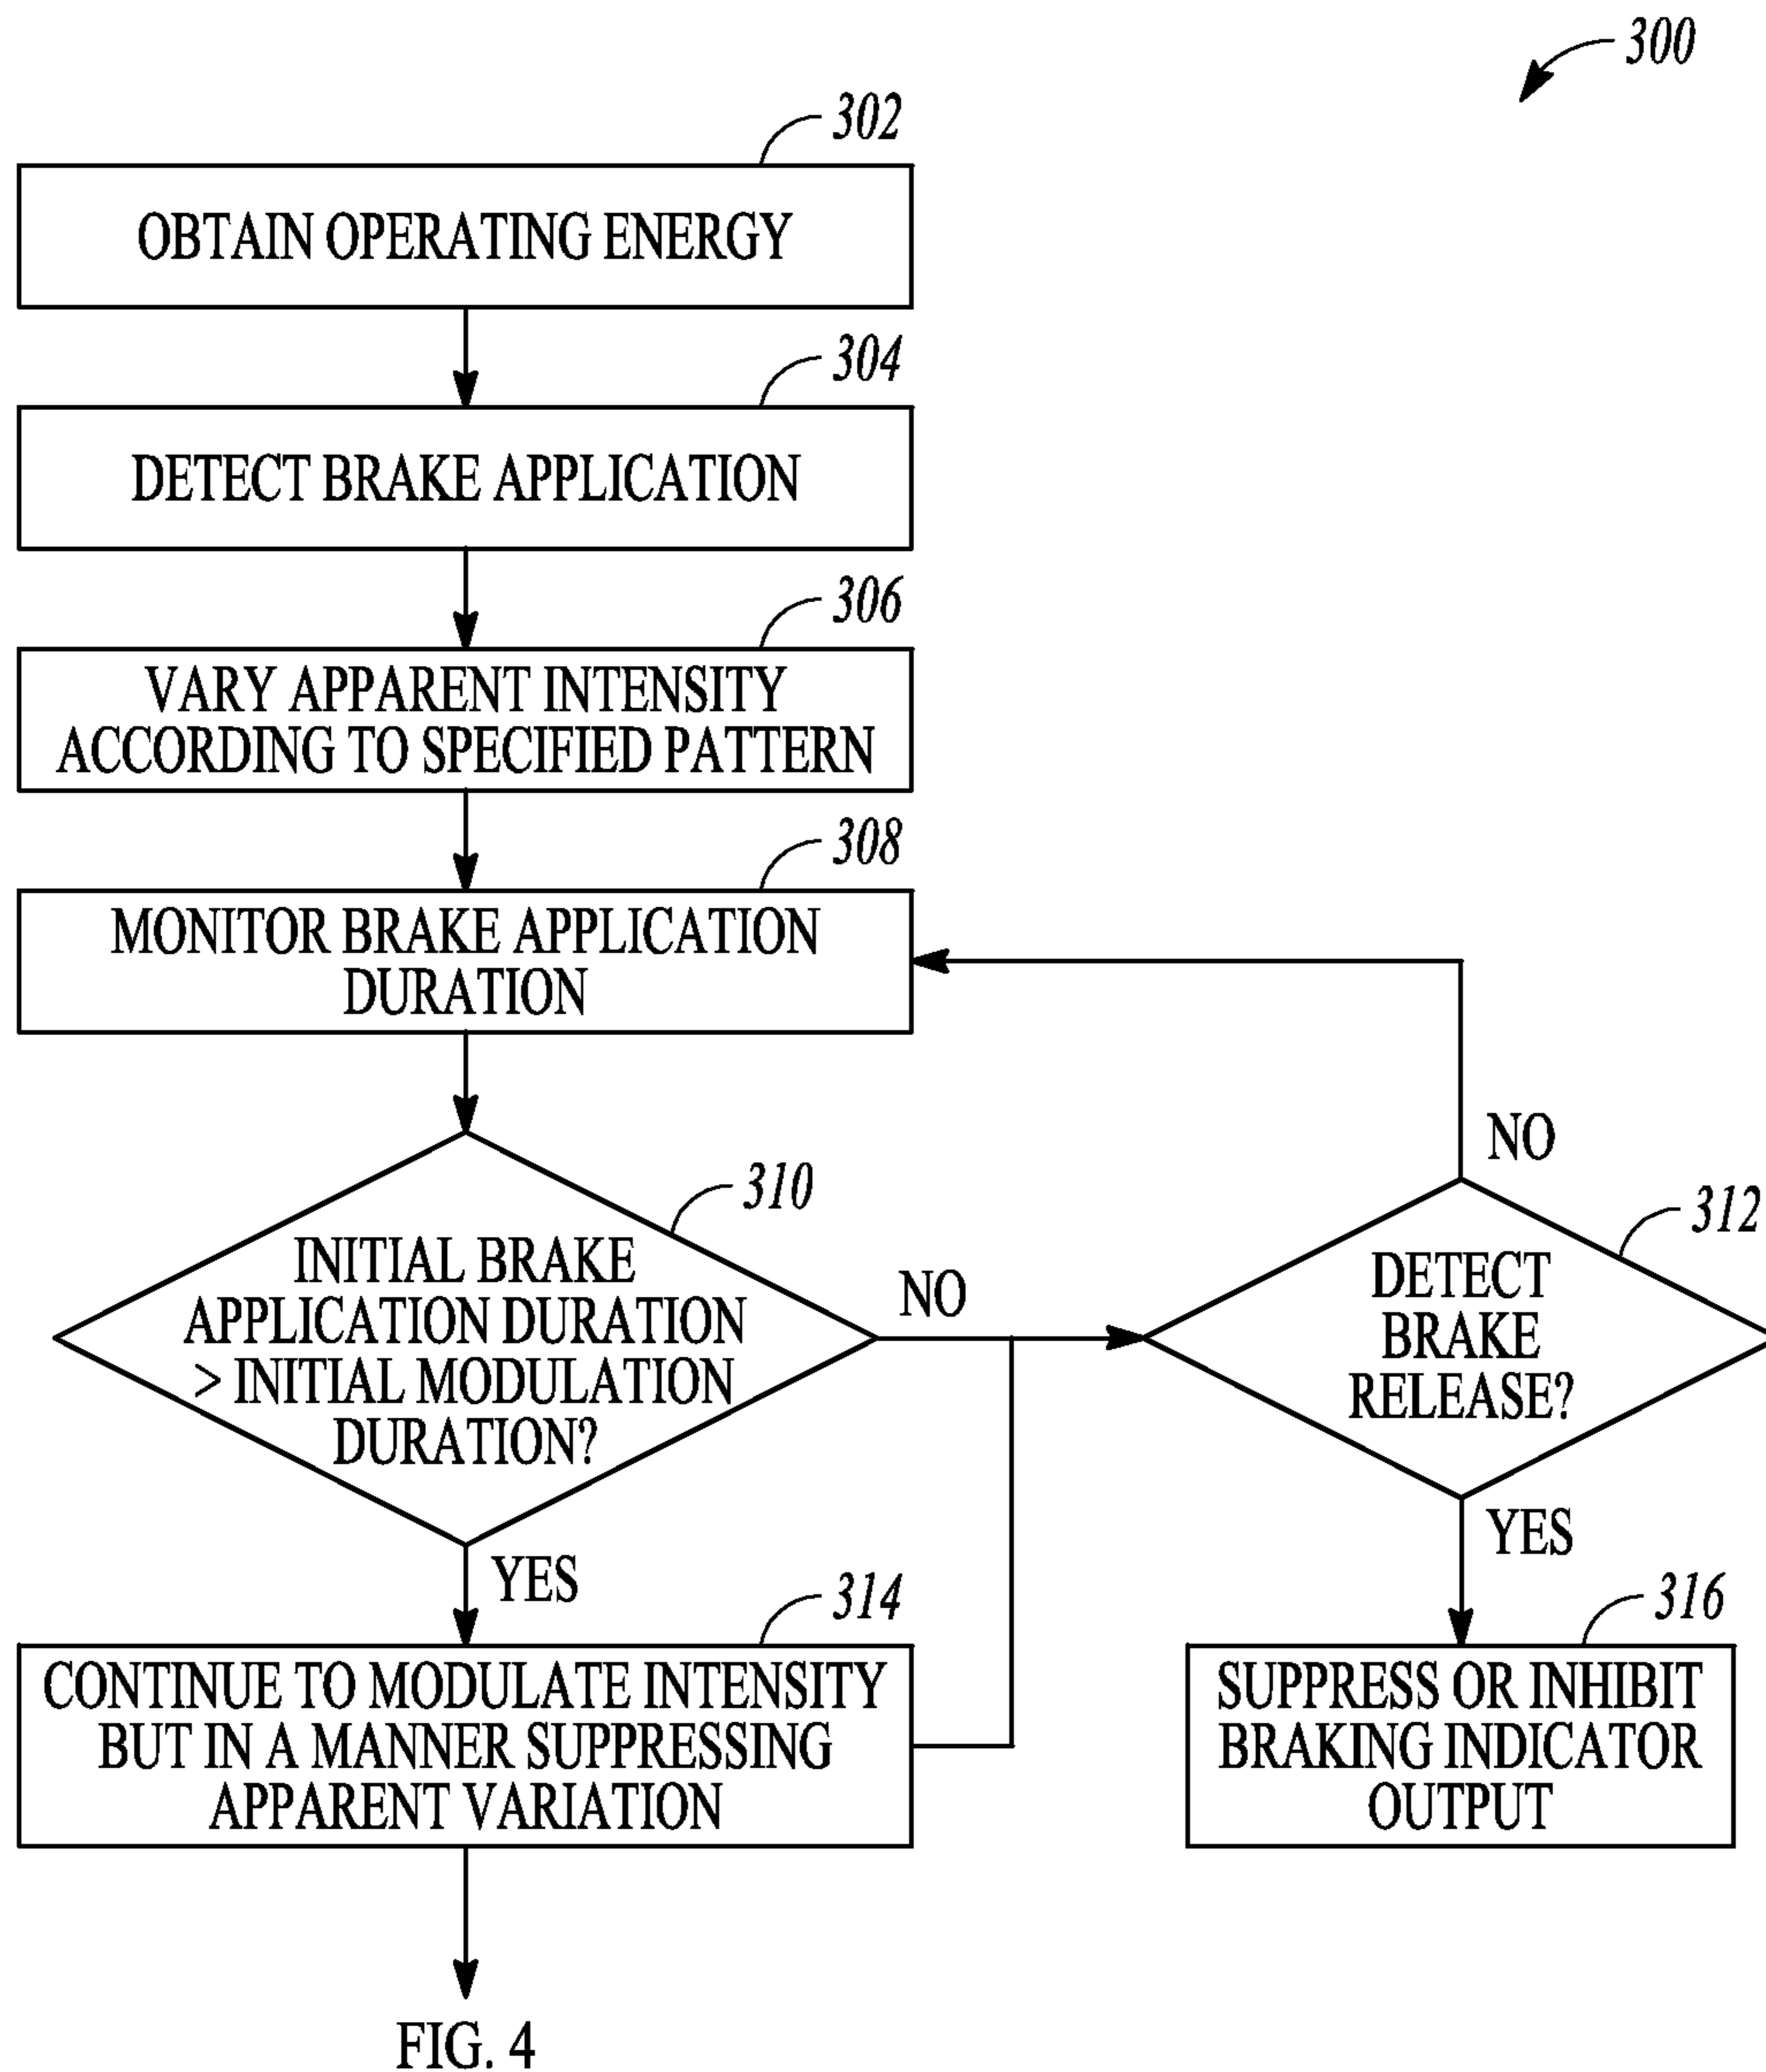 300
302
OBTAIN OPERATING ENERGY
304
DETECT BRAKE APPLICATION
306
VARY APPARENT INTENSITY
ACCORDING TO SPECIFIED PATTERN
308
MONITOR BRAKE APPLICATION
DURATION
310
INITIAL BRAKE
APPLICATION DURATION
> INITIAL MODULATION
DURATION?
NO
YES
312
DETECT
BRAKE
RELEASE?
NO
YES
314
CONTINUE TO MODULATE INTENSITY
BUT IN A MANNER SUPPRESSING
APPARENT VARIATION
316
SUPPRESS OR INHIBIT
BRAKING INDICATOR
OUTPUT
FIG. 4